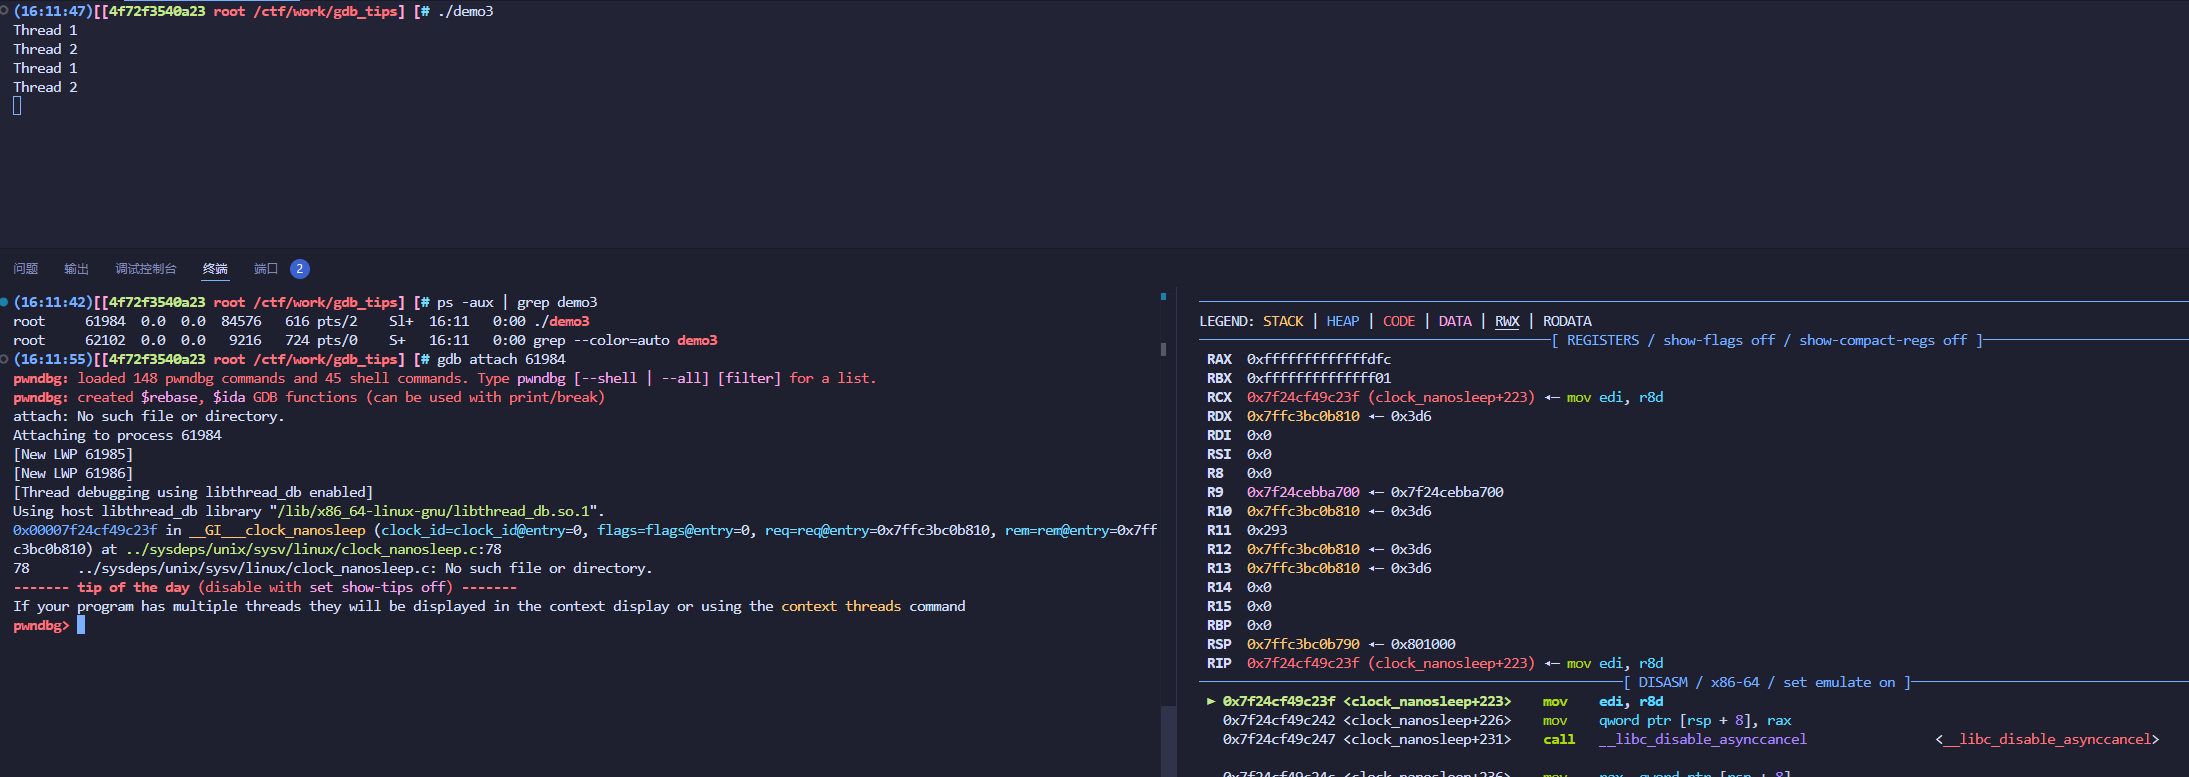 (16:11:47)[[4f72f3540a23 root /ctf/work/gdb_tips] [# ./demo3
Thread 1
Thread 2
Thread 1
Thread 2
问题 输出 调试控制台 终端 端口 2
(16:11:42)[[4f72f3540a23 root /ctf/work/gdb_tips] [# ps -aux | grep demo3
root     61984  0.0  0.0  84576   616 pts/2    Sl+  16:11   0:00 ./demo3
root     62102  0.0  0.0   9216   724 pts/0    S+   16:11   0:00 grep --color=auto demo3
(16:11:55)[[4f72f3540a23 root /ctf/work/gdb_tips] [# gdb attach 61984
pwndbg: loaded 148 pwndbg commands and 45 shell commands. Type pwndbg [--shell | --all] [filter] for a list.
pwndbg: created $rebase, $ida GDB functions (can be used with print/break)
attach: No such file or directory.
Attaching to process 61984
[New LWP 61985]
[New LWP 61986]
[Thread debugging using libthread_db enabled]
Using host libthread_db library "/lib/x86_64-linux-gnu/libthread_db.so.1".
0x00007f24cf49c23f in __GI___clock_nanosleep (clock_id=clock_id@entry=0, flags=flags@entry=0, req=req@entry=0x7ffc3bc0b810, rem=rem@entry=0x7ff
c3bc0b810) at ../sysdeps/unix/sysv/linux/clock_nanosleep.c:78
78      ../sysdeps/unix/sysv/linux/clock_nanosleep.c: No such file or directory.
------- tip of the day (disable with set show-tips off) -------
If your program has multiple threads they will be displayed in the context display or using the context threads command
pwndbg>
LEGEND: STACK | HEAP | CODE | DATA | RWX | RODATA
[ REGISTERS / show-flags off / show-compact-regs off ]
RAX  0xfffffffffffffdfc
RBX  0xffffffffffffff01
RCX  0x7f24cf49c23f (clock_nanosleep+223) ◂— mov edi, r8d
RDX  0x7ffc3bc0b810 ◂— 0x3d6
RDI  0x0
RSI  0x0
R8   0x0
R9   0x7f24cebba700 ◂— 0x7f24cebba700
R10  0x7ffc3bc0b810 ◂— 0x3d6
R11  0x293
R12  0x7ffc3bc0b810 ◂— 0x3d6
R13  0x7ffc3bc0b810 ◂— 0x3d6
R14  0x0
R15  0x0
RBP  0x0
RSP  0x7ffc3bc0b790 ◂— 0x801000
RIP  0x7f24cf49c23f (clock_nanosleep+223) ◂— mov edi, r8d
[ DISASM / x86-64 / set emulate on ]
► 0x7f24cf49c23f <clock_nanosleep+223>    mov    edi, r8d
0x7f24cf49c242 <clock_nanosleep+226>    mov    qword ptr [rsp + 8], rax
0x7f24cf49c247 <clock_nanosleep+231>    call   __libc_disable_asynccancel                <__libc_disable_asynccancel>
0x7f24cf49c24c <clock_nanosleep+236>    mov    rax, qword ptr [rsp + 8]